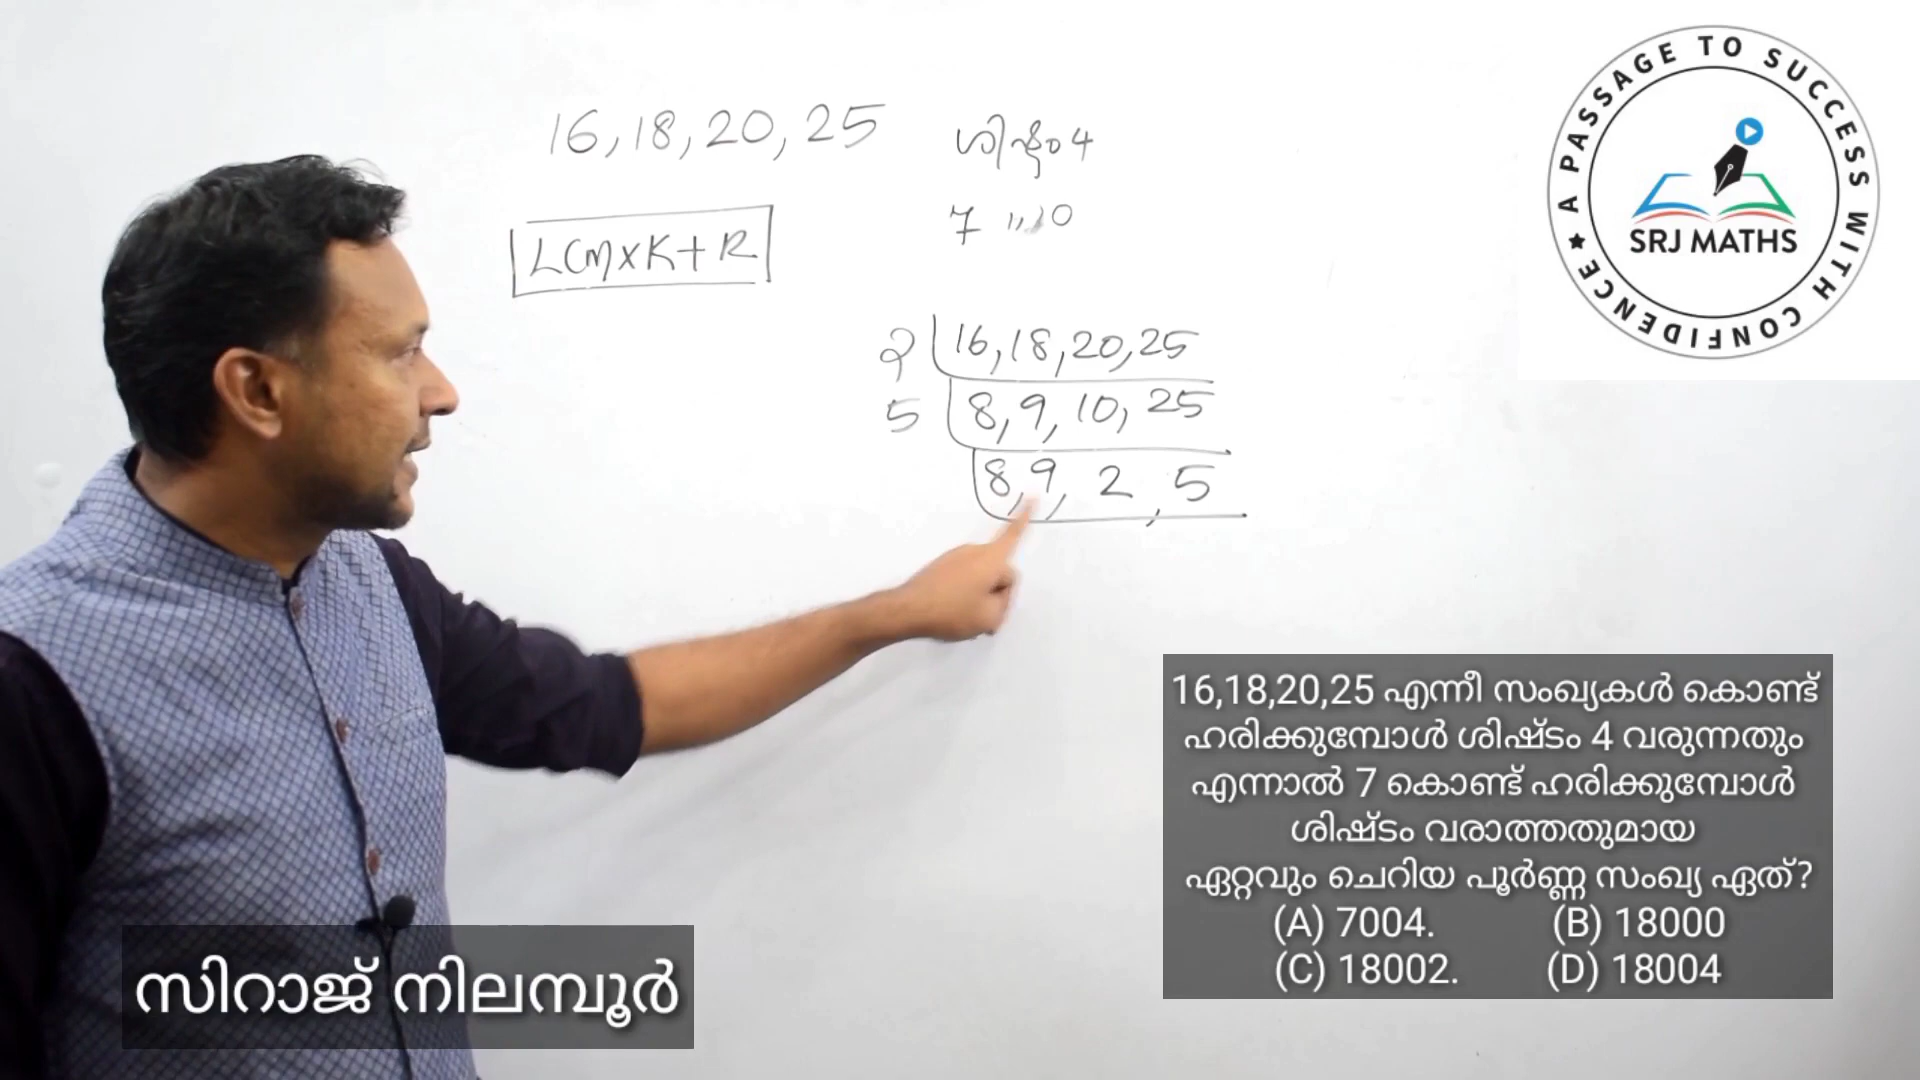 16,18,20,25
ശിഷ്ടം 4
7 ,,,, 0
LCM x K + R
2 16,18,20,25
5 8,9,10,25
8,9, 2, 5
A PASSAGE TO SUCCESS WITH CONFIDENCE ★
SRJ MATHS
16,18,20,25 എന്നീ സംഖ്യകൾ കൊണ്ട്
ഹരിക്കുമ്പോൾ ശിഷ്ടം 4 വരുന്നതും
എന്നാൽ 7 കൊണ്ട് ഹരിക്കുമ്പോൾ
ശിഷ്ടം വരാത്തതുമായ
ഏറ്റവും ചെറിയ പൂർണ്ണ സംഖ്യ ഏത്?
(A) 7004. (B) 18000
(C) 18002. (D) 18004
സിറാജ് നിലമ്പൂർ